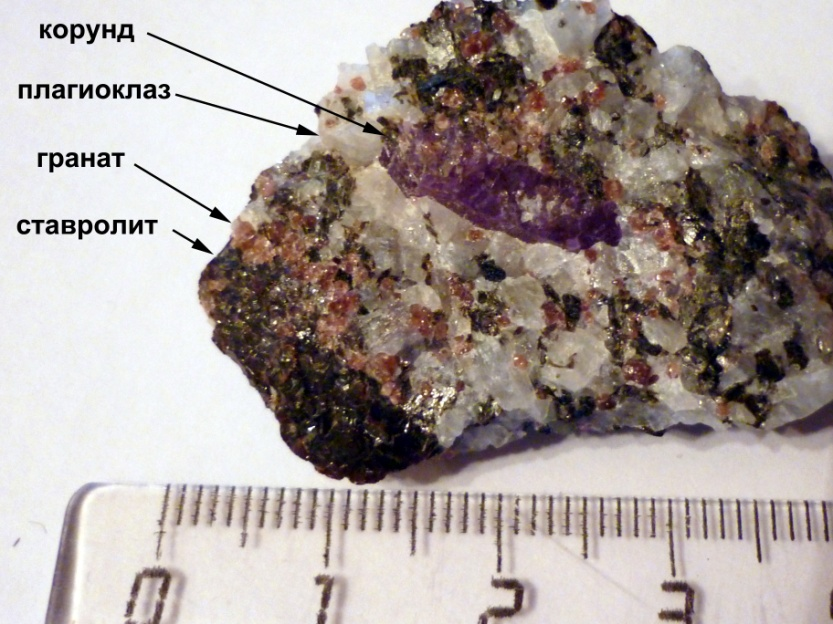 корунд
плагиоклаз
гранат
ставролит
0 1 2 3